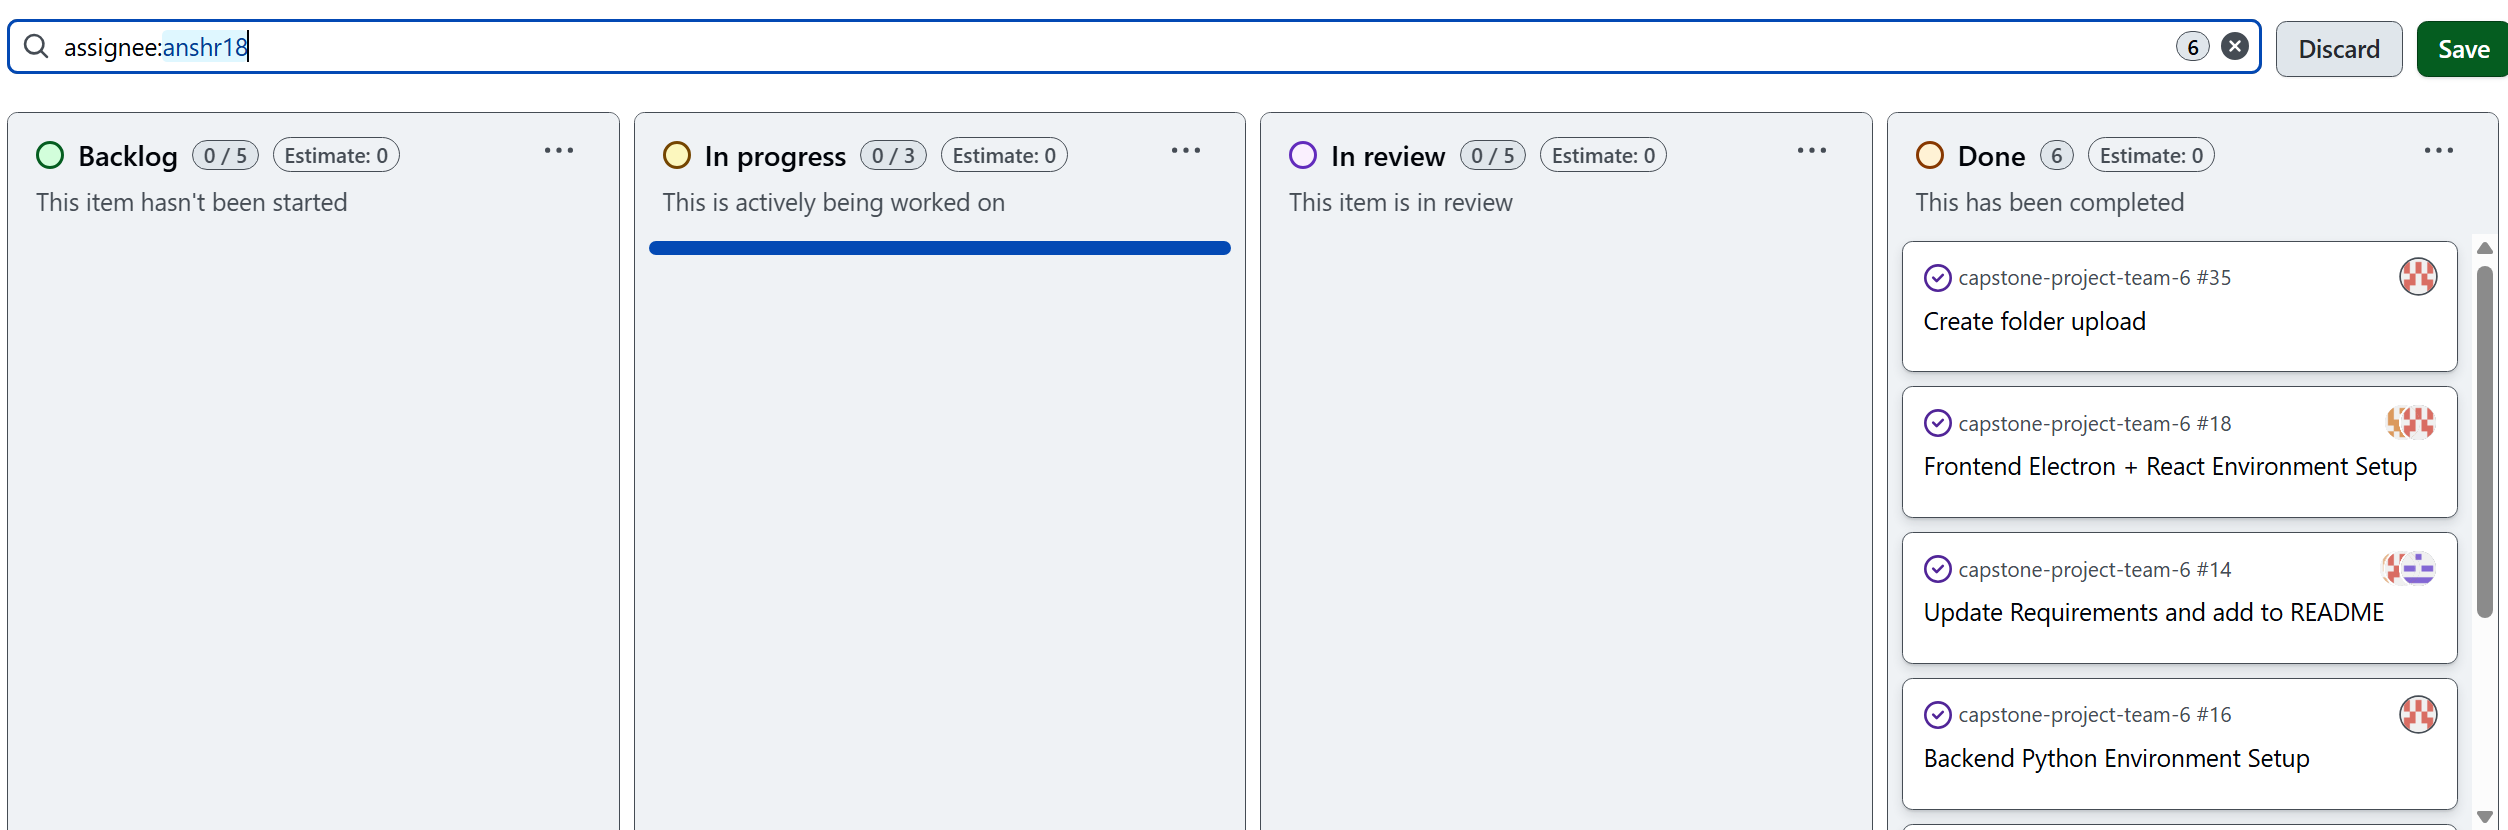 assignee:anshr18
6
Discard
Save
Backlog 0 / 5 Estimate: 0
This item hasn't been started
In progress 0 / 3 Estimate: 0
This is actively being worked on
In review 0 / 5 Estimate: 0
This item is in review
Done 6 Estimate: 0
This has been completed
capstone-project-team-6 #35
Create folder upload
capstone-project-team-6 #18
Frontend Electron + React Environment Setup
capstone-project-team-6 #14
Update Requirements and add to README
capstone-project-team-6 #16
Backend Python Environment Setup